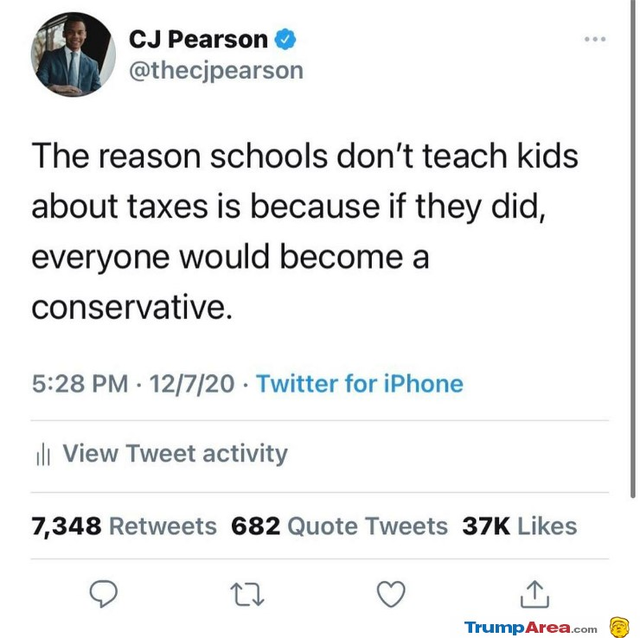 CJ Pearson
@thecjpearson
The reason schools don’t teach kids
about taxes is because if they did,
everyone would become a
conservative.
5:28 PM · 12/7/20 · Twitter for iPhone
View Tweet activity
7,348 Retweets 682 Quote Tweets 37K Likes
TrumpArea.com